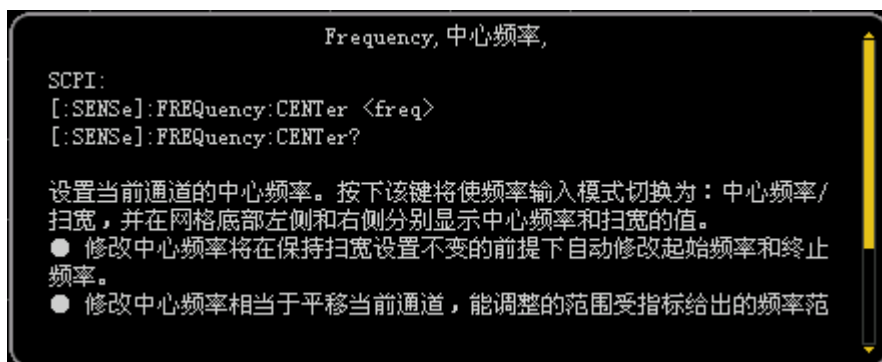 Frequency,中心频率,
SCPI:
[:SENSe]:FREQuency:CENTer <freq>
[:SENSe]:FREQuency:CENTer?
设置当前通道的中心频率。按下该键将使频率输入模式切换为：中心频率/
扫宽，并在网格底部左侧和右侧分别显示中心频率和扫宽的值。
● 修改中心频率将在保持扫宽设置不变的前提下自动修改起始频率和终止
频率。
● 修改中心频率相当于平移当前通道，能调整的范围受指标给出的频率范